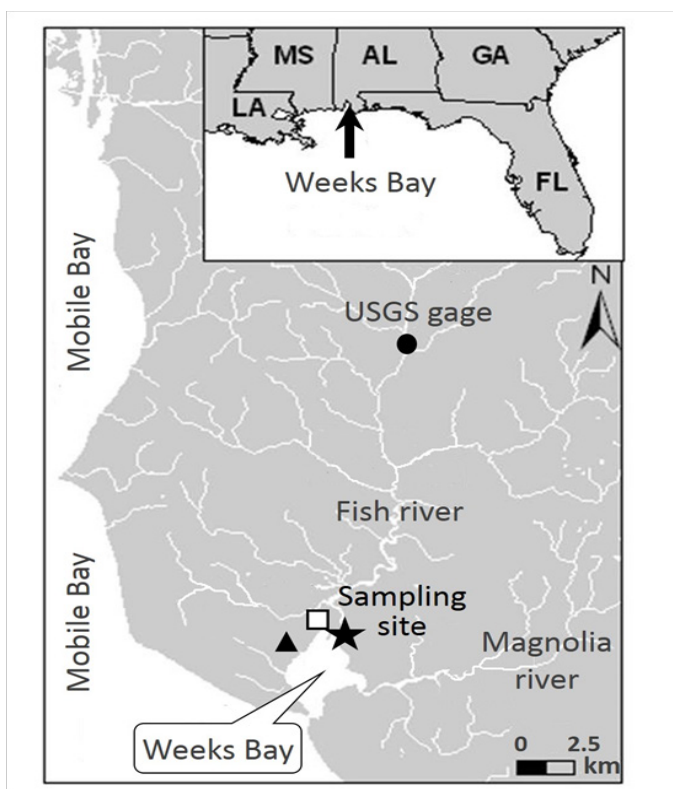 MS
AL
GA
LA
Weeks Bay
FL
Mobile Bay
N
USGS gage
Fish river
Mobile Bay
Sampling
site
Magnolia
river
Weeks Bay
0 2.5
km